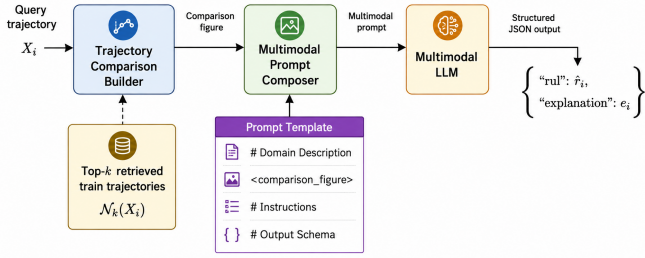 Query
trajectory
X_i
Trajectory
Comparison
Builder
Comparison
figure
Multimodal
Prompt
Composer
Multimodal
prompt
Multimodal
LLM
Structured
JSON output
{ “rul”: r̂_i,
“explanation”: e_i }
Top-k retrieved
train trajectories
𝒩_k(X_i)
Prompt Template
# Domain Description
<comparison_figure>
# Instructions
{ } # Output Schema